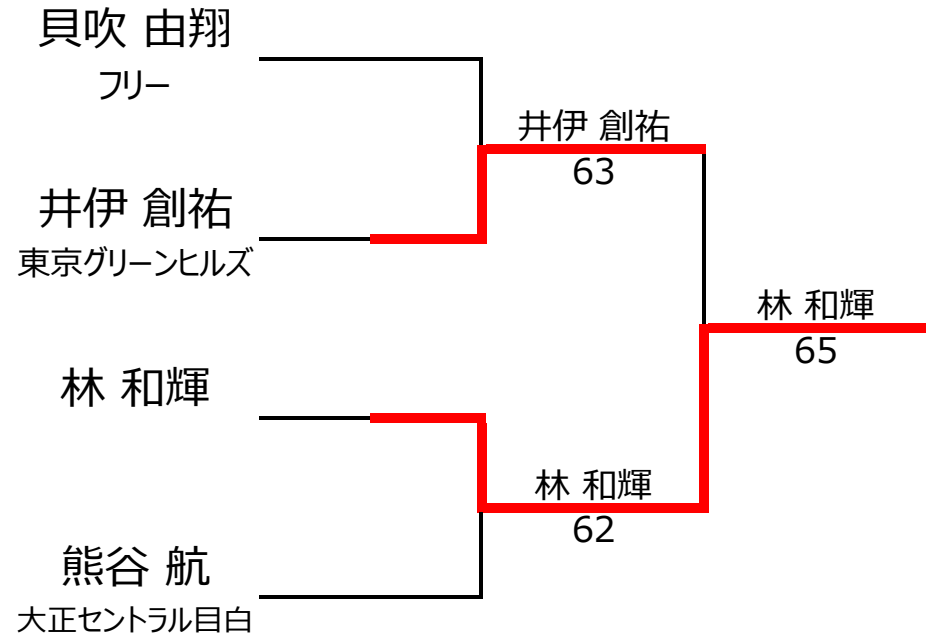 貝吹 由翔
フリー
井伊 創祐
63
井伊 創祐
東京グリーンヒルズ
林 和輝
65
林 和輝
林 和輝
62
熊谷 航
大正セントラル目白